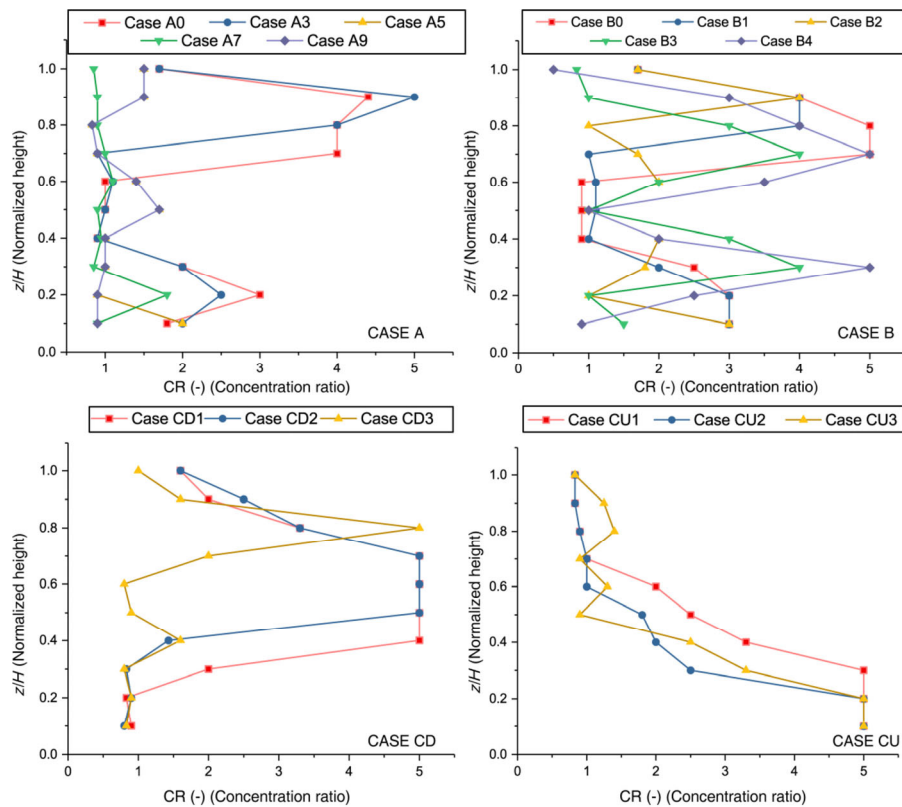 Case A0 Case A3 Case A5
Case A7 Case A9
1.0
0.8
0.6
0.4
0.2
0.0
z/H (Normalized height)
CASE A
1 2 3 4 5
CR (-) (Concentration ratio)
Case B0 Case B1 Case B2
Case B3 Case B4
1.0
0.8
0.6
0.4
0.2
0.0
z/H (Normalized height)
CASE B
0 1 2 3 4 5
CR (-) (Concentration ratio)
Case CD1 Case CD2 Case CD3
1.0
0.8
0.6
0.4
0.2
0.0
z/H (Normalized height)
CASE CD
0 1 2 3 4 5
CR (-) (Concentration ratio)
Case CU1 Case CU2 Case CU3
1.0
0.8
0.6
0.4
0.2
0.0
z/H (Normalized height)
CASE CU
0 1 2 3 4 5
CR (-) (Concentration ratio)